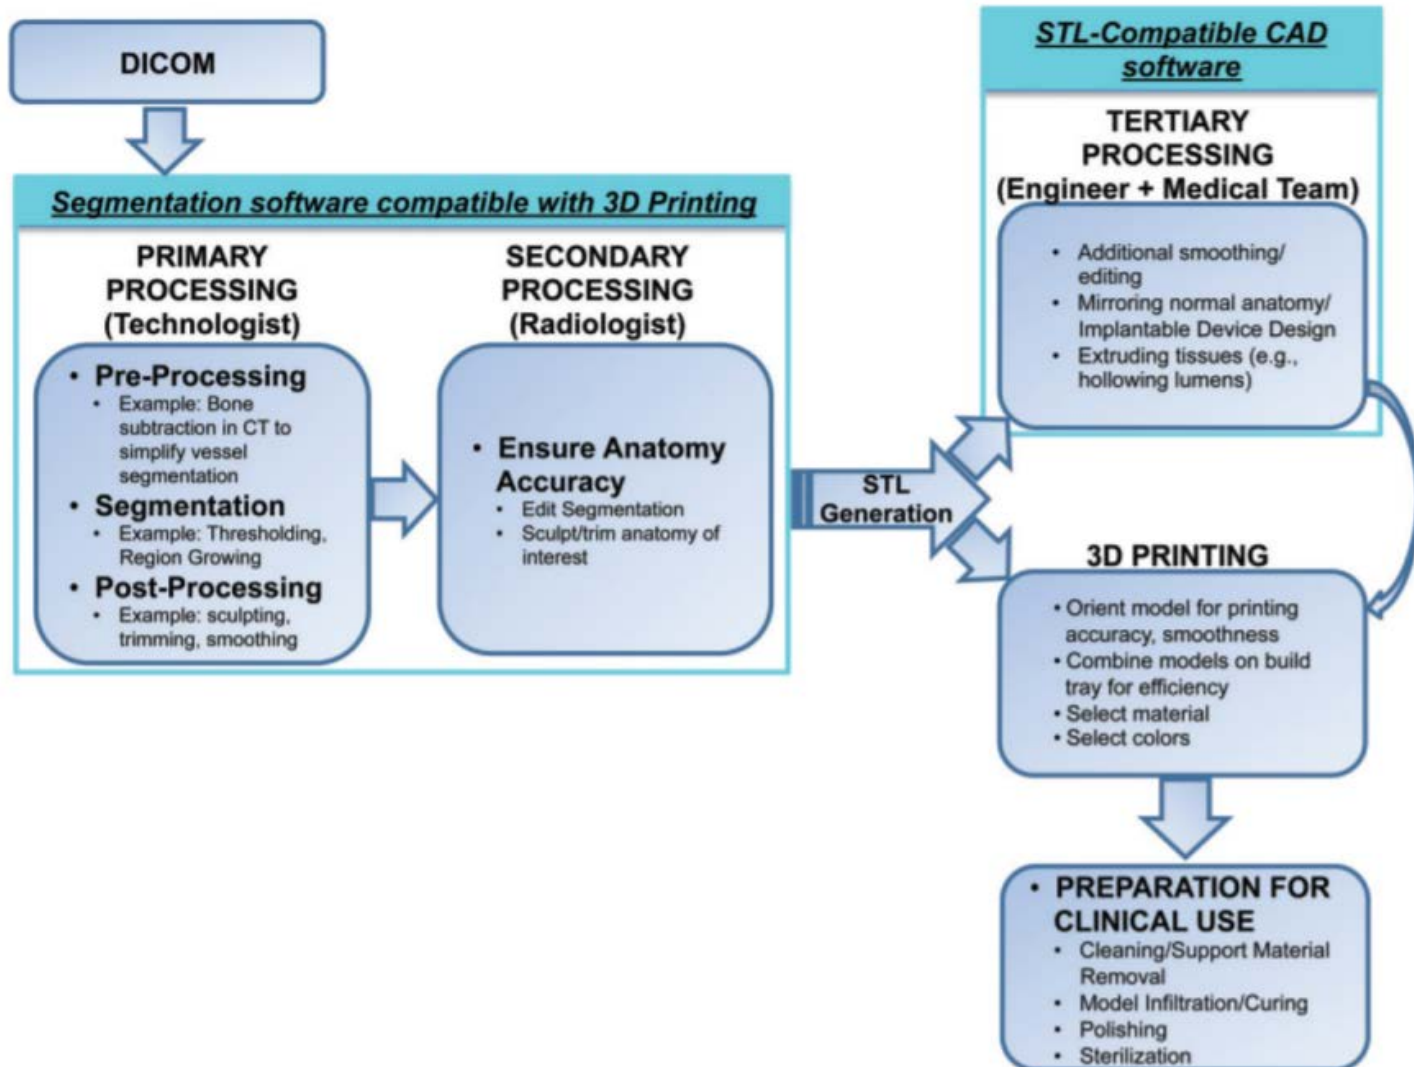 DICOM
Segmentation software compatible with 3D Printing
PRIMARY
PROCESSING
(Technologist)
• Pre-Processing
• Example: Bone
subtraction in CT to
simplify vessel
segmentation
• Segmentation
• Example: Thresholding,
Region Growing
• Post-Processing
• Example: sculpting,
trimming, smoothing
SECONDARY
PROCESSING
(Radiologist)
• Ensure Anatomy
Accuracy
• Edit Segmentation
• Sculpt/trim anatomy of
interest
STL
Generation
STL-Compatible CAD
software
TERTIARY
PROCESSING
(Engineer + Medical Team)
• Additional smoothing/
editing
• Mirroring normal anatomy/
Implantable Device Design
• Extruding tissues (e.g.,
hollowing lumens)
3D PRINTING
• Orient model for printing
accuracy, smoothness
• Combine models on build
tray for efficiency
• Select material
• Select colors
• PREPARATION FOR
CLINICAL USE
• Cleaning/Support Material
Removal
• Model Infiltration/Curing
• Polishing
• Sterilization